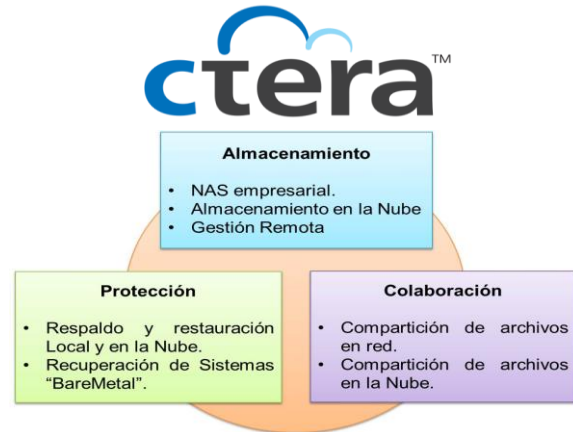 ctera™
Almacenamiento
• NAS empresarial.
• Almacenamiento en la Nube
• Gestión Remota
Protección
• Respaldo y restauración
Local y en la Nube.
• Recuperación de Sistemas
“BareMetal”.
Colaboración
• Compartición de archivos
en red.
• Compartición de archivos
en la Nube.